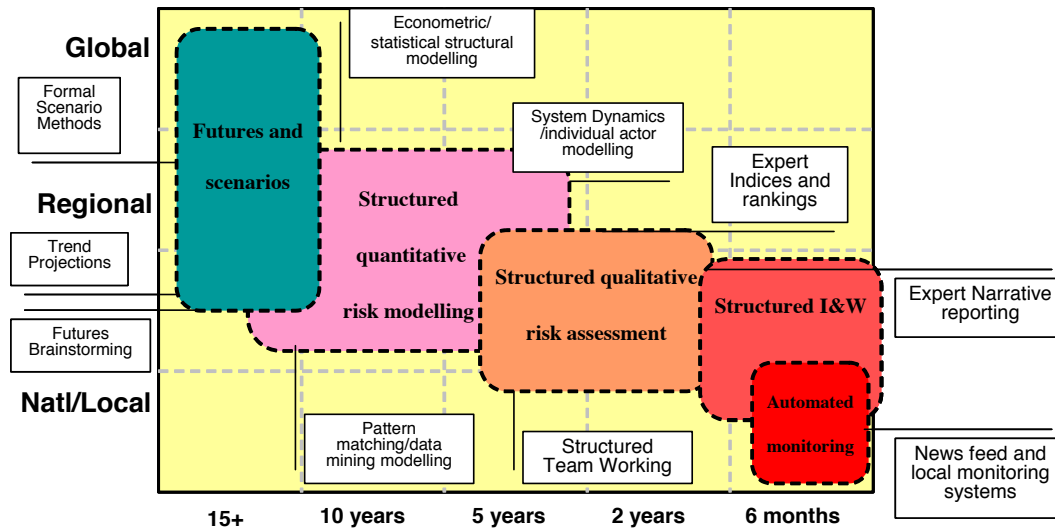 Global
Econometric/
statistical structural
modelling
Formal
Scenario
Methods
Futures and
scenarios
System Dynamics
/individual actor
modelling
Expert
Indices and
rankings
Regional
Structured
quantitative
risk modelling
Trend
Projections
Structured qualitative
risk assessment
Structured I&W
Expert Narrative
reporting
Futures
Brainstorming
Natl/Local
Automated
monitoring
Pattern
matching/data
mining modelling
Structured
Team Working
News feed and
local monitoring
systems
15+
10 years
5 years
2 years
6 months